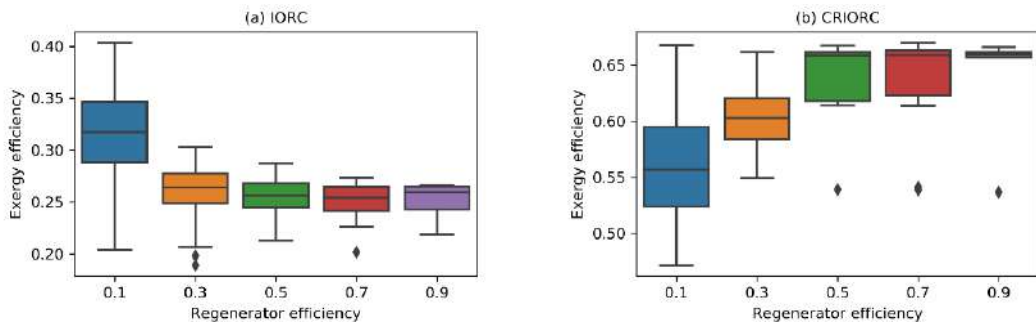 (a) IORC
Exergy efficiency
0.40
0.35
0.30
0.25
0.20
0.1 0.3 0.5 0.7 0.9
Regenerator efficiency
(b) CRIORC
Exergy efficiency
0.65
0.60
0.55
0.50
0.1 0.3 0.5 0.7 0.9
Regenerator efficiency